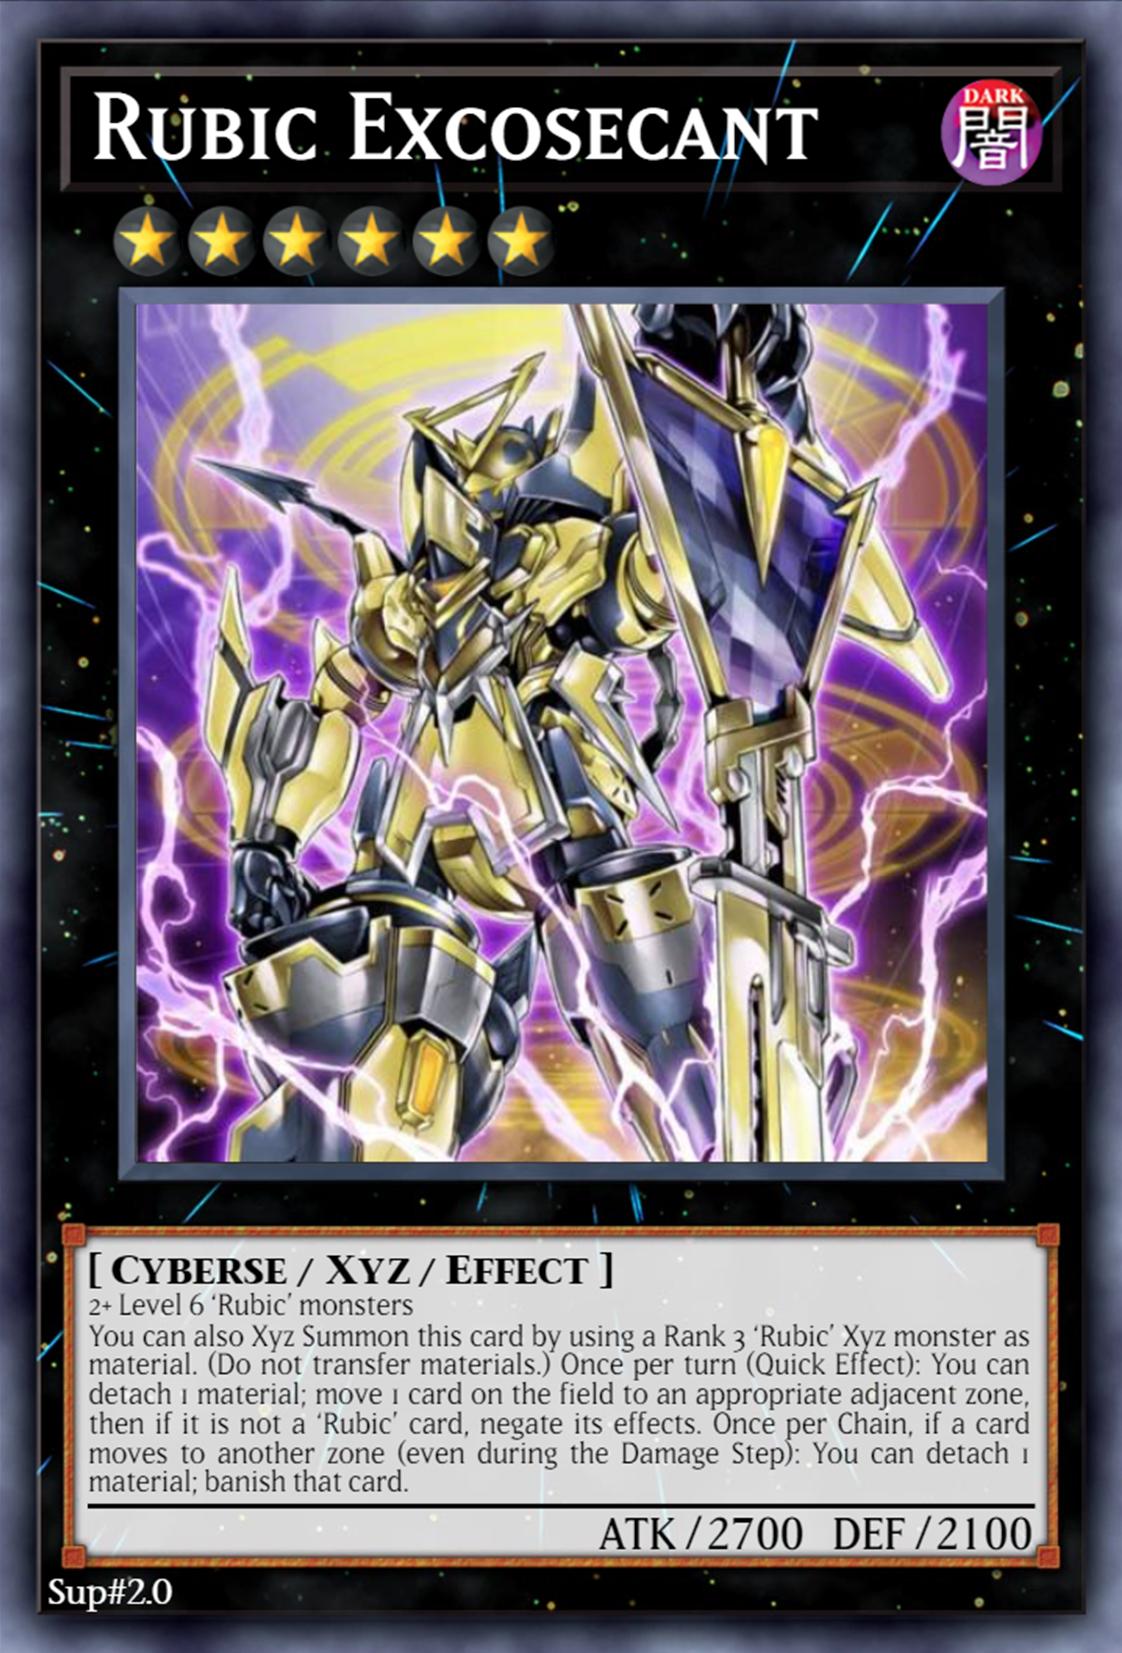 Rubic Excosecant
DARK
闇
[ Cyberse / Xyz / Effect ]
2+ Level 6 ‘Rubic’ monsters
You can also Xyz Summon this card by using a Rank 3 ‘Rubic’ Xyz monster as
material. (Do not transfer materials.) Once per turn (Quick Effect): You can
detach 1 material; move 1 card on the field to an appropriate adjacent zone,
then if it is not a ‘Rubic’ card, negate its effects. Once per Chain, if a card
moves to another zone (even during the Damage Step): You can detach 1
material; banish that card.
ATK/2700 DEF/2100
Sup#2.0